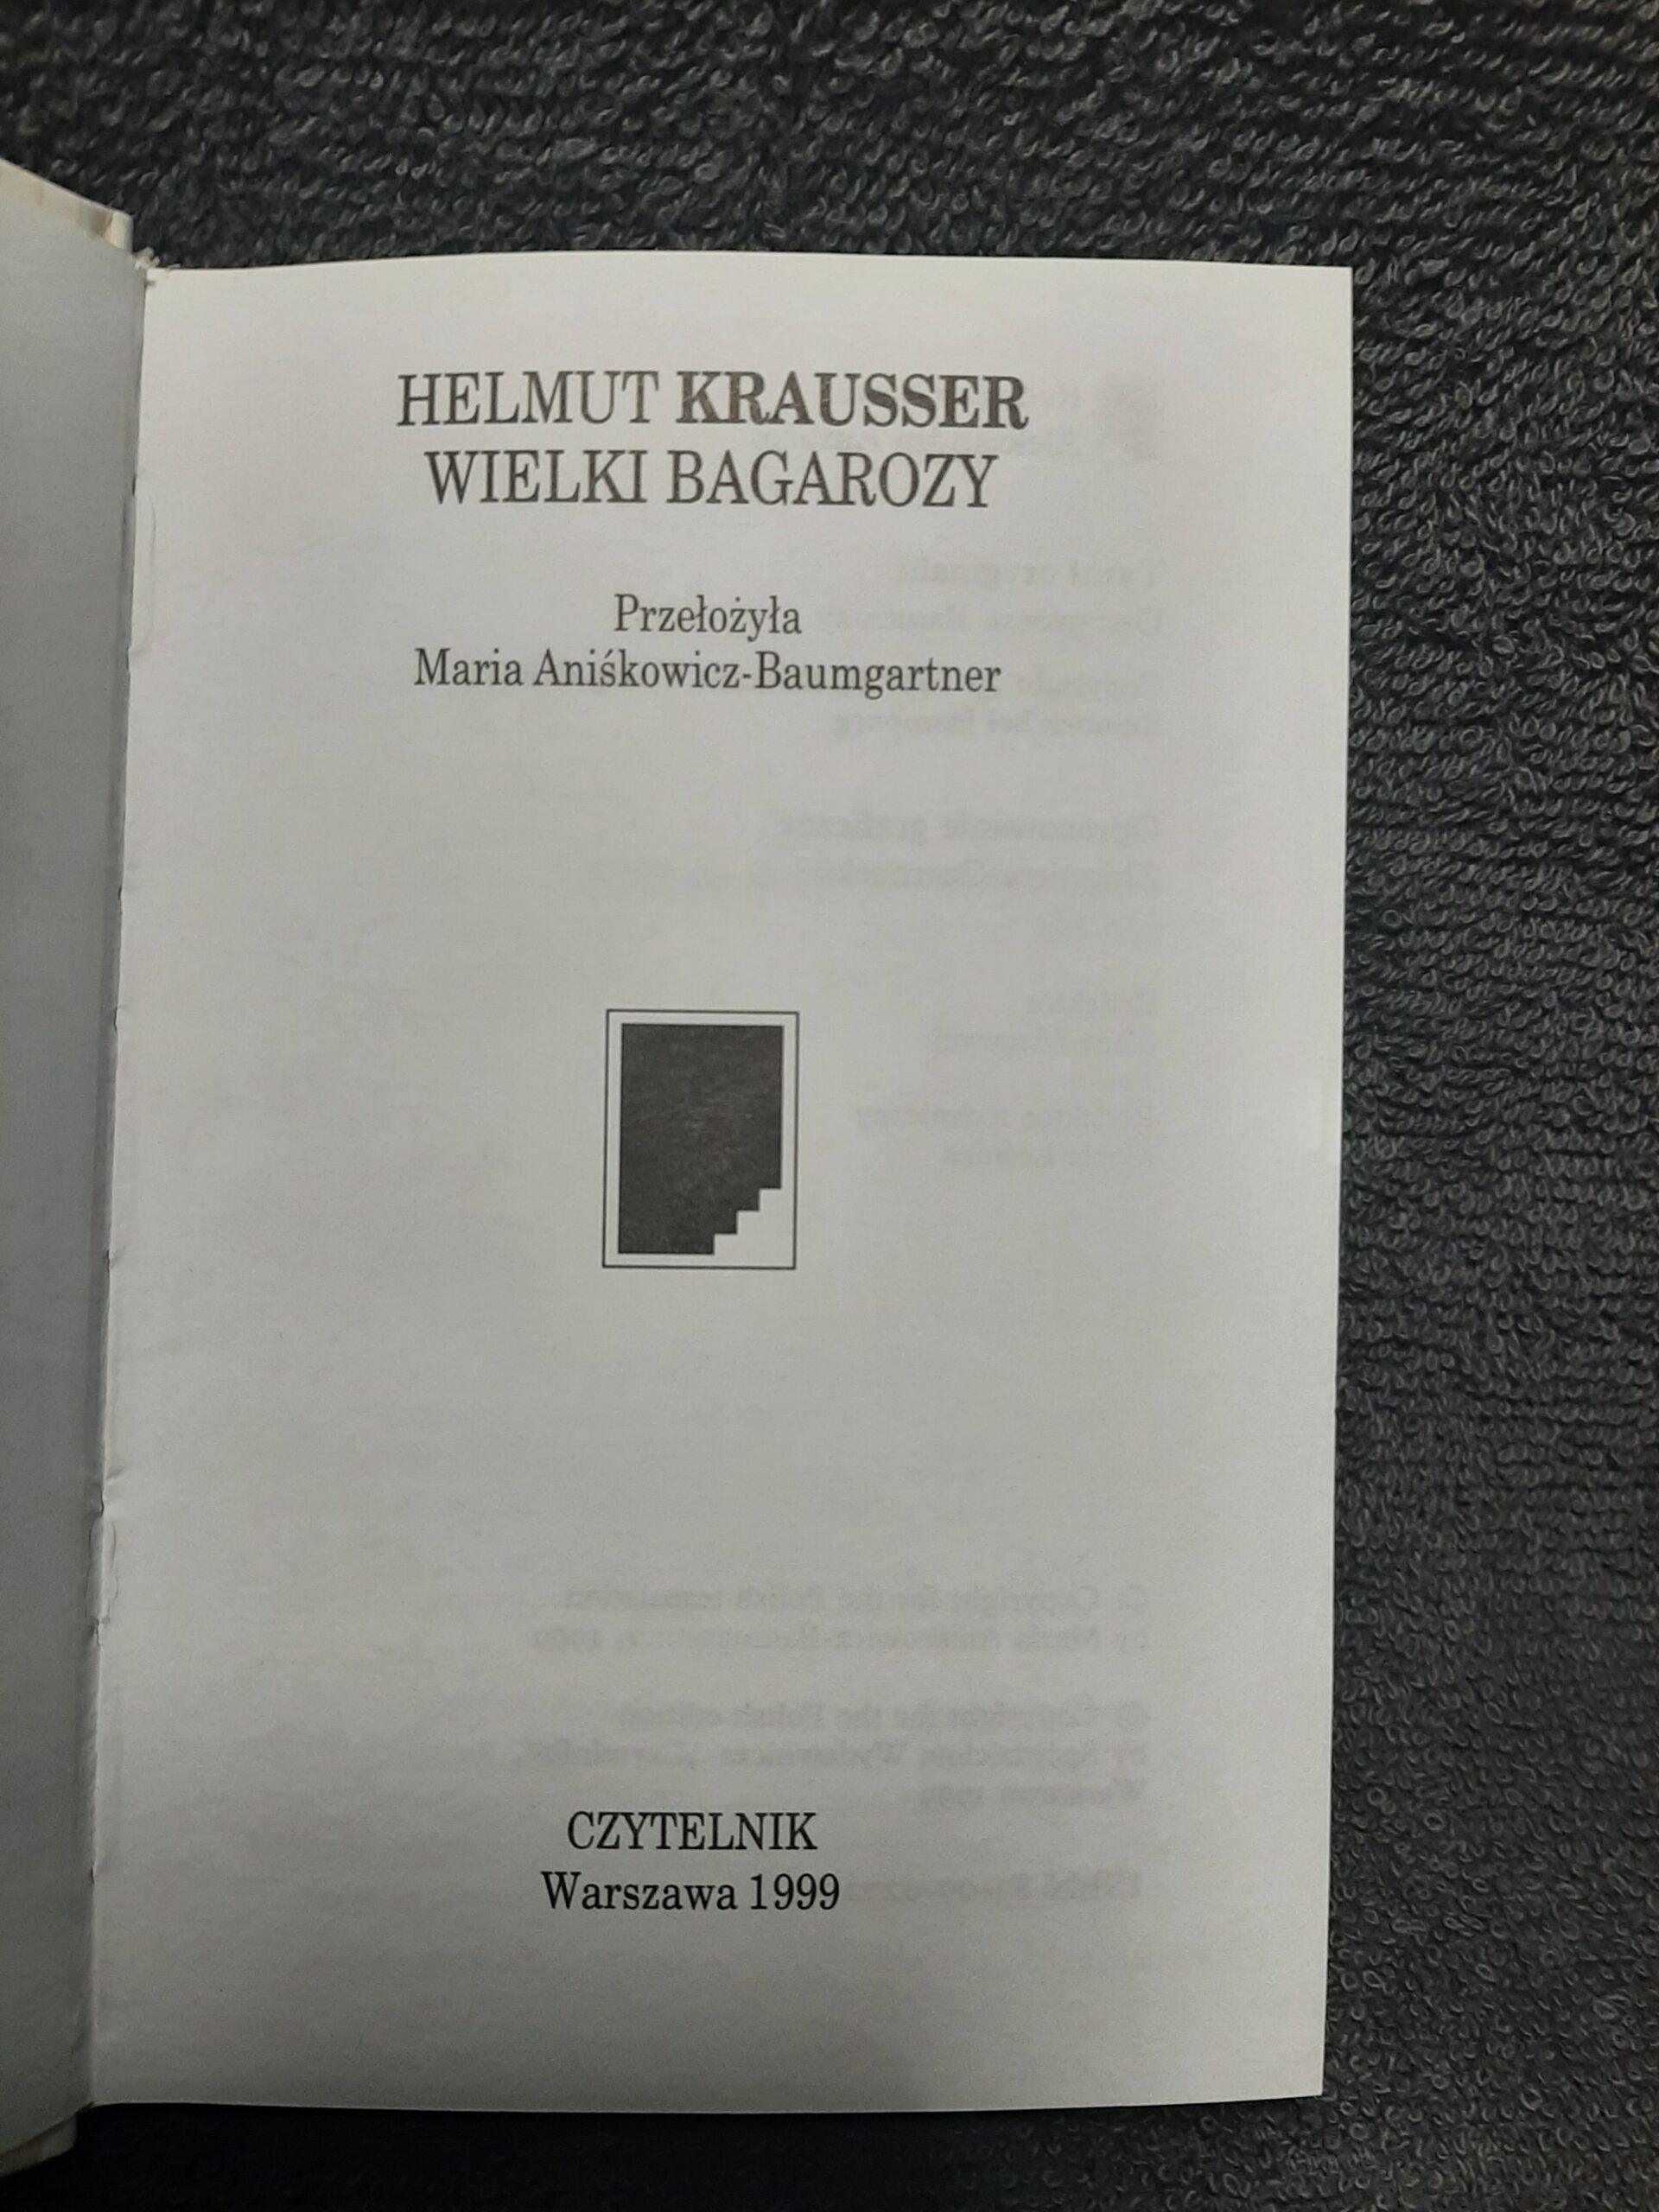 HELMUT KRAUSSER
WIELKI BAGAROZY
Przełożyła
Maria Aniśkowicz-Baumgartner
CZYTELNIK
Warszawa 1999